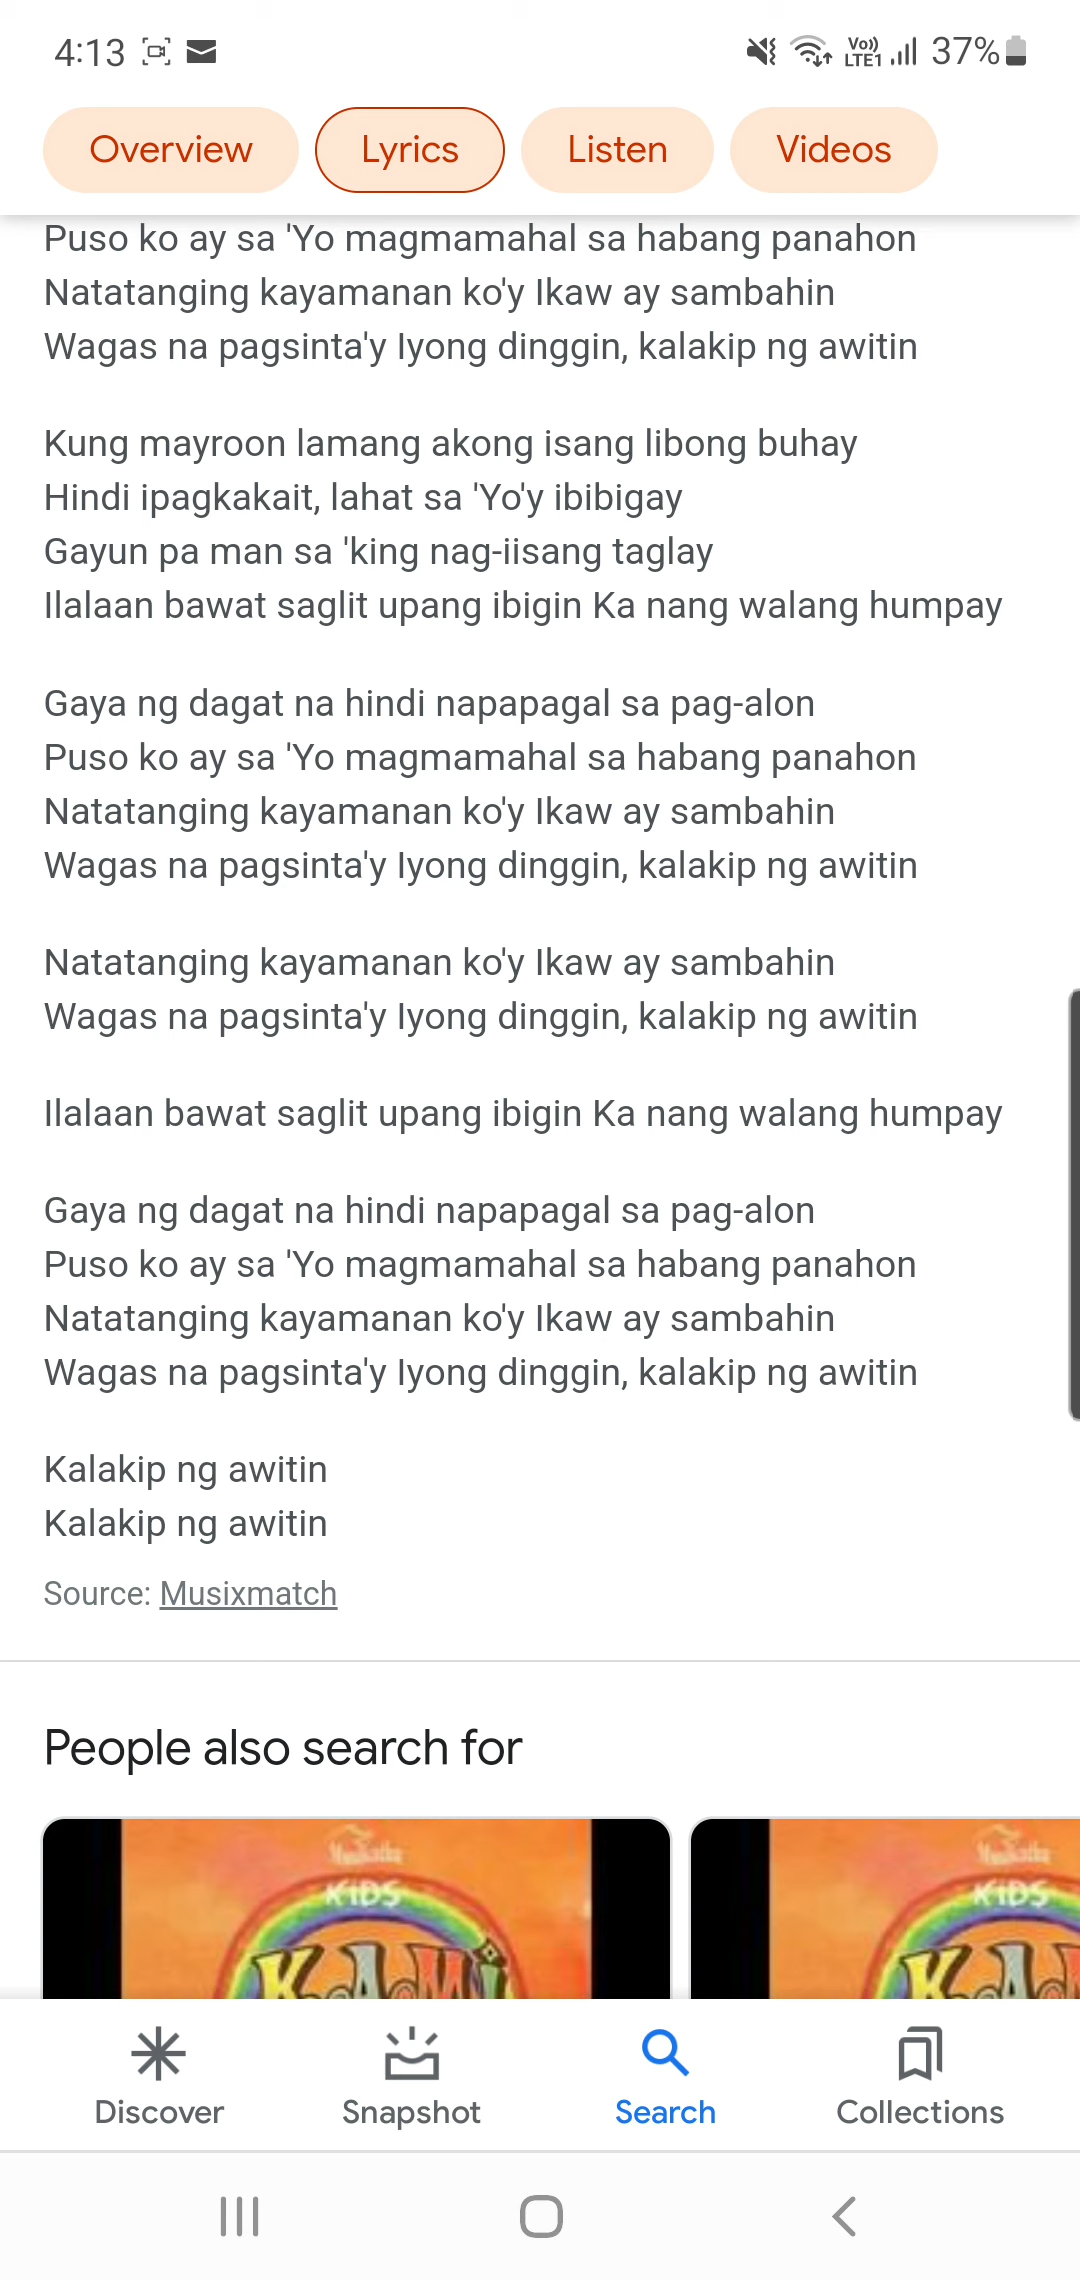 4:13
Vo))
LTE1
37%
Overview
Lyrics
Listen
Videos
Puso ko ay sa 'Yo magmamahal sa habang panahon
Natatanging kayamanan ko'y Ikaw ay sambahin
Wagas na pagsinta'y Iyong dinggin, kalakip ng awitin
Kung mayroon lamang akong isang libong buhay
Hindi ipagkakait, lahat sa 'Yo'y ibibigay
Gayun pa man sa 'king nag-iisang taglay
Ilalaan bawat saglit upang ibigin Ka nang walang humpay
Gaya ng dagat na hindi napapagal sa pag-alon
Puso ko ay sa 'Yo magmamahal sa habang panahon
Natatanging kayamanan ko'y Ikaw ay sambahin
Wagas na pagsinta'y Iyong dinggin, kalakip ng awitin
Natatanging kayamanan ko'y Ikaw ay sambahin
Wagas na pagsinta'y Iyong dinggin, kalakip ng awitin
Ilalaan bawat saglit upang ibigin Ka nang walang humpay
Gaya ng dagat na hindi napapagal sa pag-alon
Puso ko ay sa 'Yo magmamahal sa habang panahon
Natatanging kayamanan ko'y Ikaw ay sambahin
Wagas na pagsinta'y Iyong dinggin, kalakip ng awitin
Kalakip ng awitin
Kalakip ng awitin
Source: Musixmatch
People also search for
KIDS
KIDS
Discover
Snapshot
Search
Collections